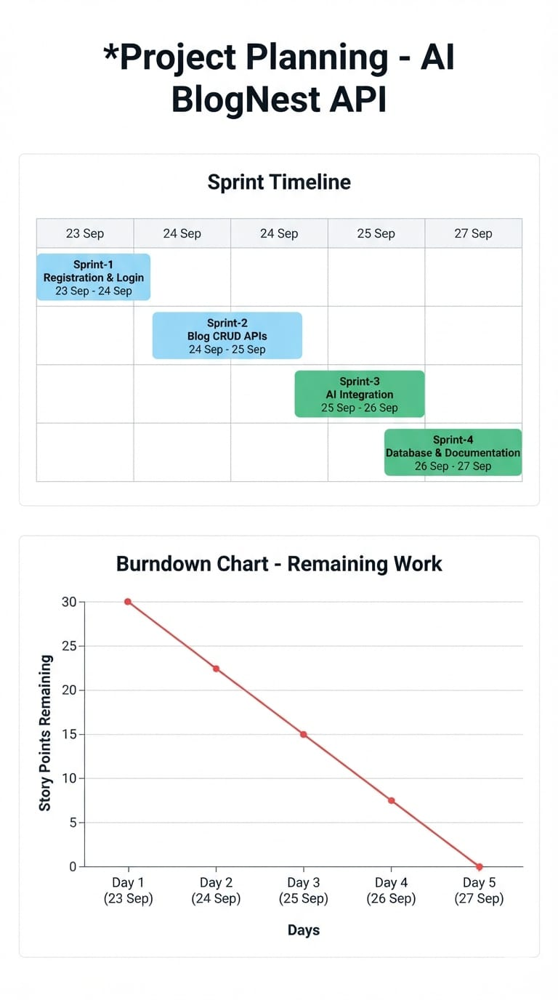 *Project Planning - AI
BlogNest API
Sprint Timeline
23 Sep
24 Sep
24 Sep
25 Sep
27 Sep
Sprint-1
Registration & Login
23 Sep - 24 Sep
Sprint-2
Blog CRUD APIs
24 Sep - 25 Sep
Sprint-3
AI Integration
25 Sep - 26 Sep
Sprint-4
Database & Documentation
26 Sep - 27 Sep
Burndown Chart - Remaining Work
Story Points Remaining
30
25
20
15
10
5
0
Day 1
(23 Sep)
Day 2
(24 Sep)
Day 3
(25 Sep)
Day 4
(26 Sep)
Day 5
(27 Sep)
Days